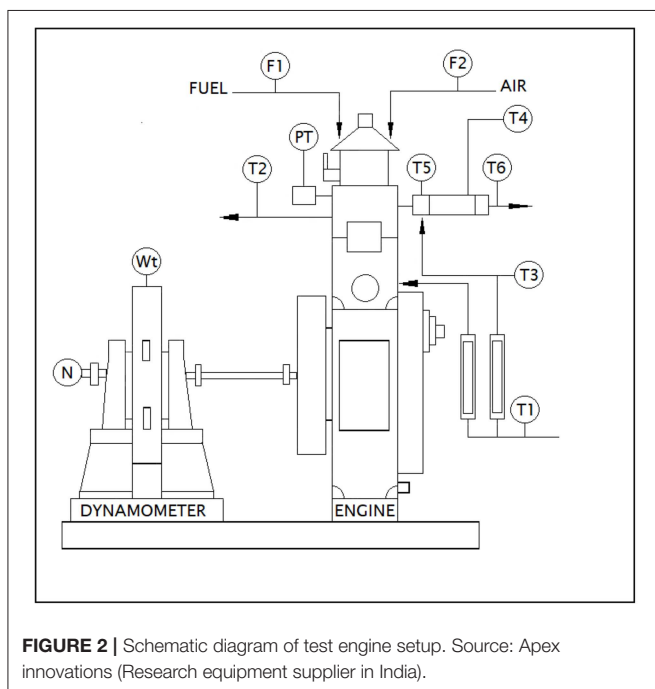 F1
F2
FUEL
AIR
T4
PT
T2
T5
T6
Wt
T3
N
T1
DYNAMOMETER
ENGINE
FIGURE 2 | Schematic diagram of test engine setup. Source: Apex
innovations (Research equipment supplier in India).